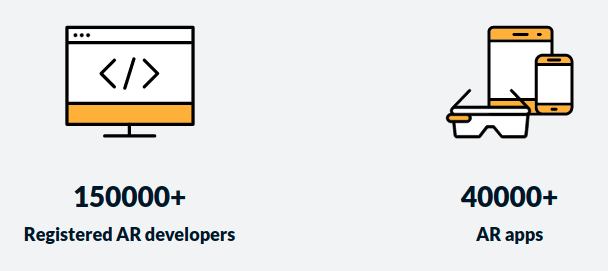 </>
150000+
Registered AR developers
40000+
AR apps